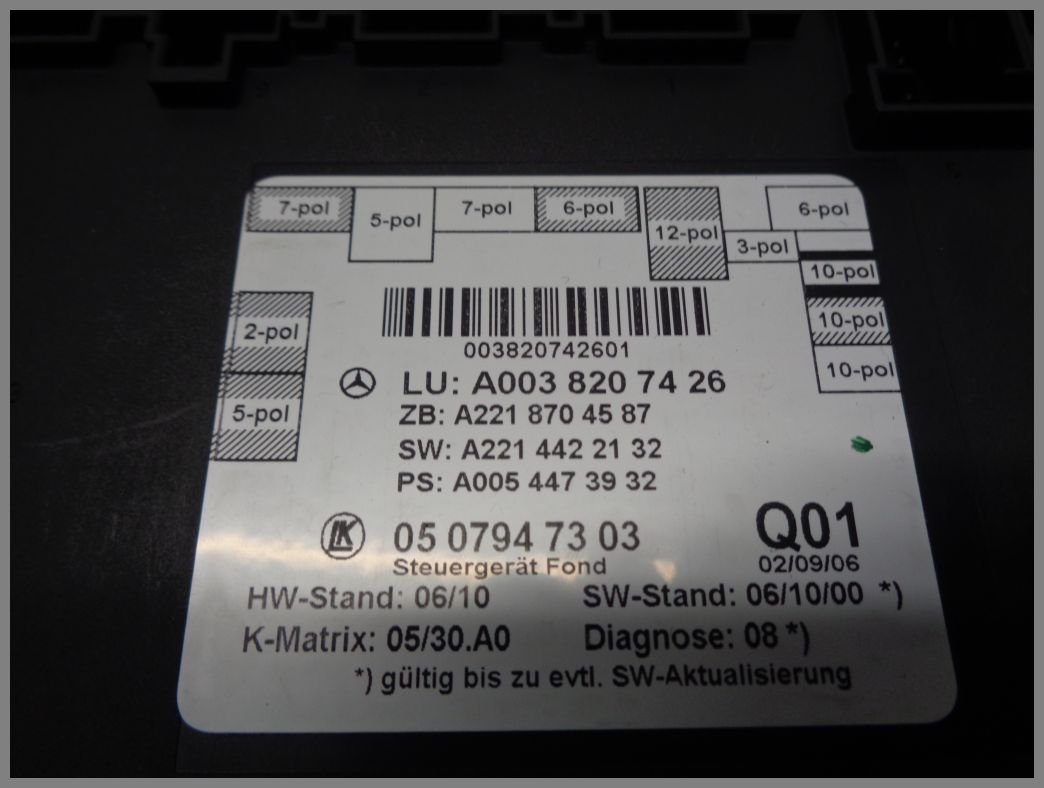 7-pol
5-pol
7-pol
6-pol
12-pol
3-pol
6-pol
10-pol
10-pol
10-pol
2-pol
5-pol
003820742601
LU: A003 820 74 26
ZB: A221 870 45 87
SW: A221 442 21 32
PS: A005 447 39 32
LK 05 0794 73 03
Steuergerät Fond
Q01
02/09/06
HW-Stand: 06/10 SW-Stand: 06/10/00 *)
K-Matrix: 05/30.A0 Diagnose: 08 *)
*) gültig bis zu evtl. SW-Aktualisierung